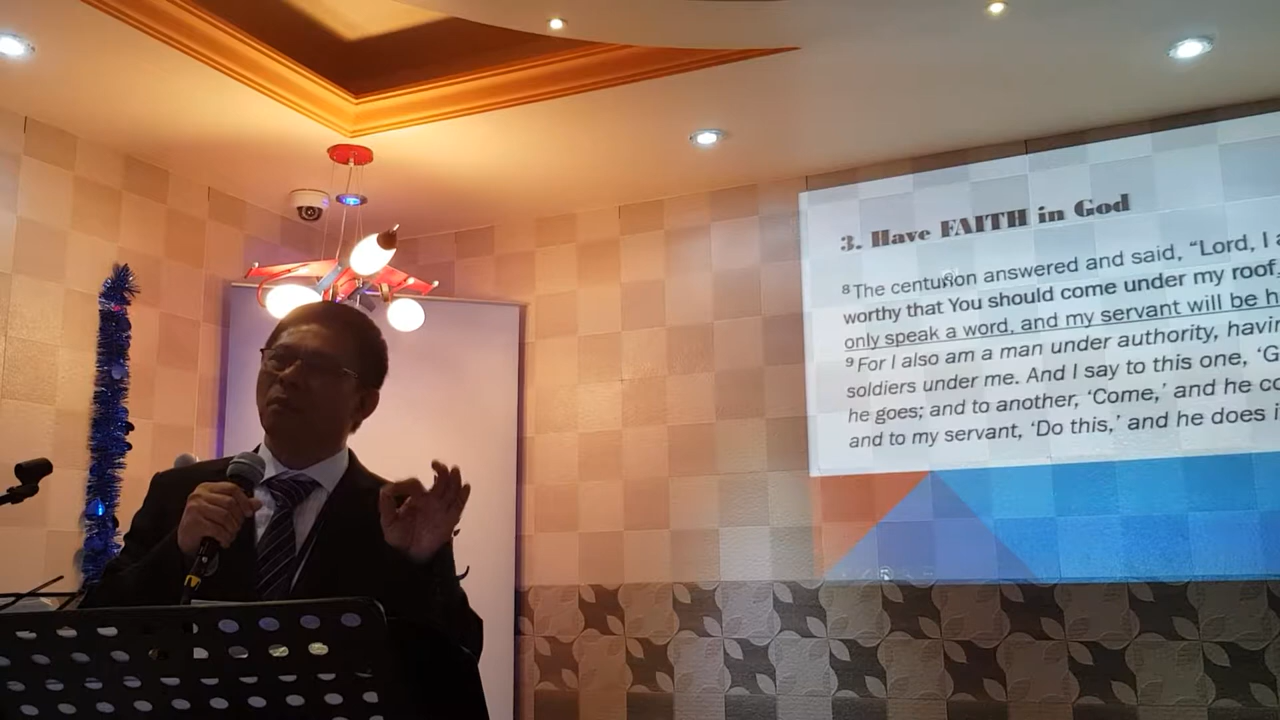 3. Have FAITH in God
8 The centurion answered and said, “Lord, I
worthy that You should come under my roof.
only speak a word, and my servant will be h
9 For I also am a man under authority, havin
soldiers under me. And I say to this one, ‘G
he goes; and to another, ‘Come,’ and he co
and to my servant, ‘Do this,’ and he does i